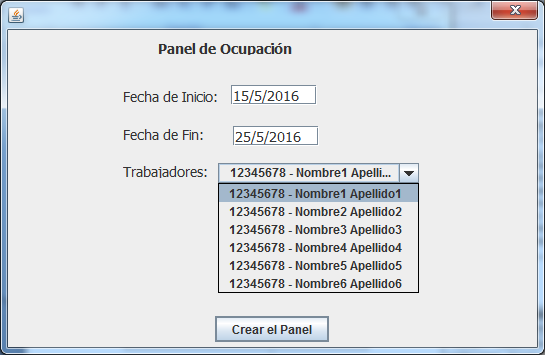 Panel de Ocupación
Fecha de Inicio: 15/5/2016
Fecha de Fin: 25/5/2016
Trabajadores: 12345678 - Nombre1 Apelli...
12345678 - Nombre1 Apellido1
12345678 - Nombre2 Apellido2
12345678 - Nombre3 Apellido3
12345678 - Nombre4 Apellido4
12345678 - Nombre5 Apellido5
12345678 - Nombre6 Apellido6
Crear el Panel